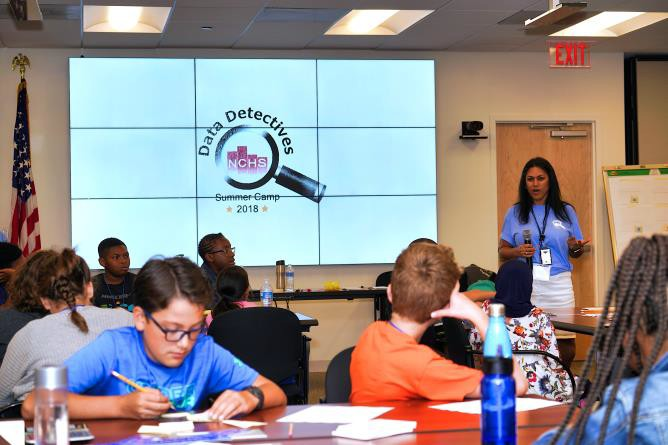 EXIT
Data Detectives
NCHS
Summer Camp
2018